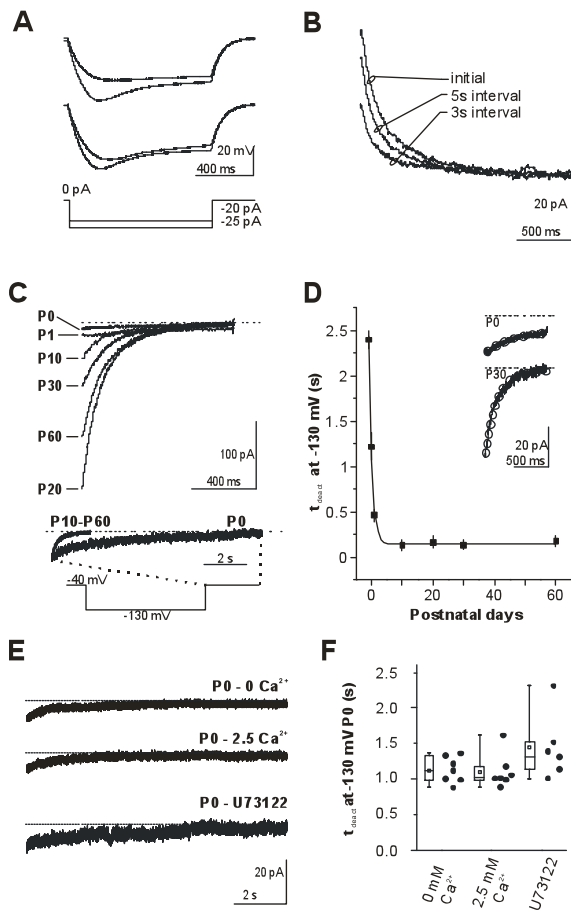 A
20 mV
400 ms
0 pA
-20 pA
-25 pA
B
initial
5s interval
3s interval
20 pA
500 ms
C
P0
P1
P10
P30
P60
P20
100 pA
400 ms
P10-P60
P0
2 s
-40 mV
-130 mV
D
t deact at -130 mV (s)
2.5
2.0
1.5
1.0
0.5
0
0
20
40
60
Postnatal days
P0
P30
20 pA
500 ms
E
P0 - 0 Ca²⁺
P0 - 2.5 Ca²⁺
P0 - U73122
20 pA
2 s
F
t deact at -130 mV P0 (s)
2.5
2.0
1.5
1.0
0.5
0.0
0 mM Ca²⁺
2.5 mM Ca²⁺
U73122